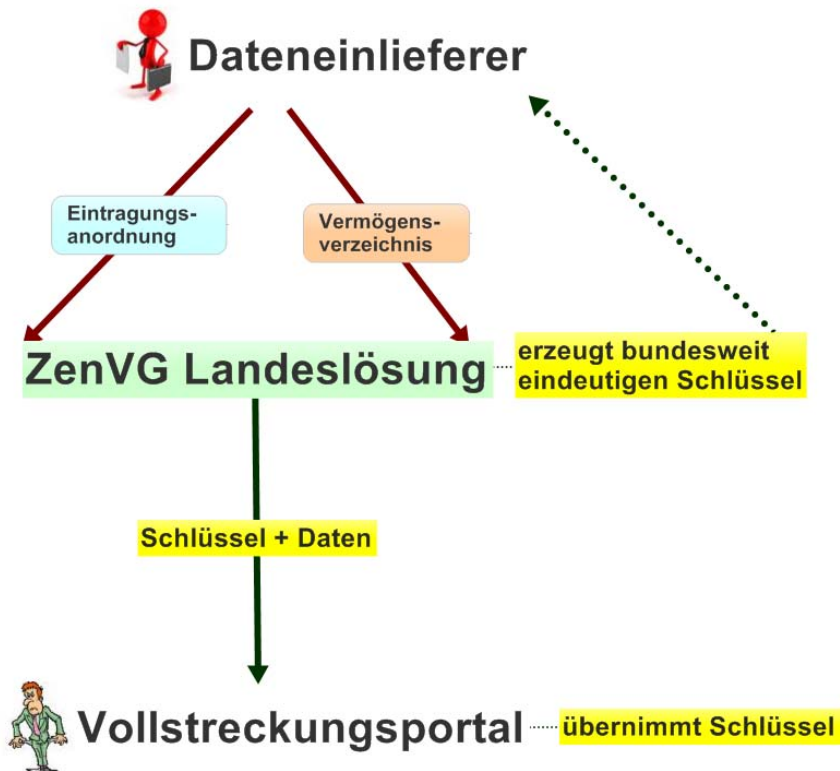 Dateneinlieferer
Eintragungs-
anordnung
Vermögens-
verzeichnis
ZenVG Landeslösung
erzeugt bundesweit
eindeutigen Schlüssel
Schlüssel + Daten
Vollstreckungsportal
übernimmt Schlüssel